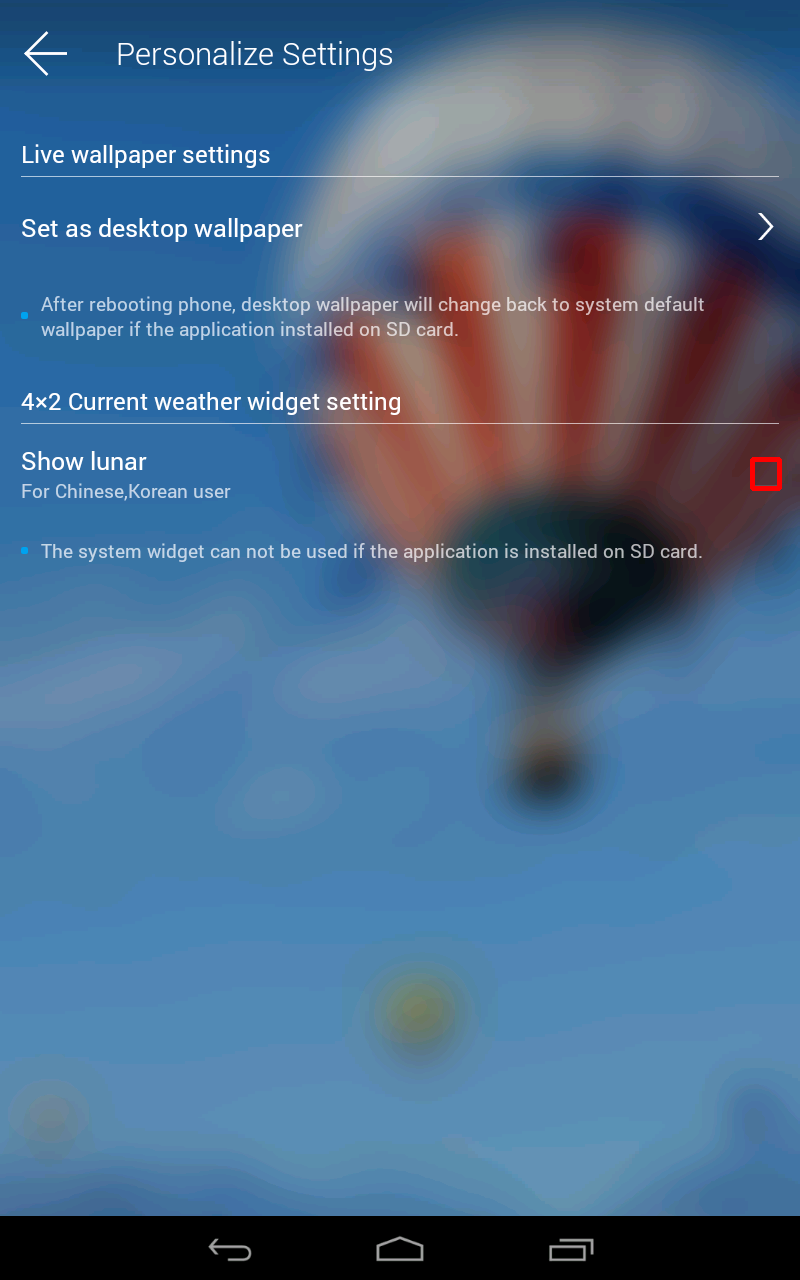 Personalize Settings
Live wallpaper settings
Set as desktop wallpaper
After rebooting phone, desktop wallpaper will change back to system default
wallpaper if the application installed on SD card.
4×2 Current weather widget setting
Show lunar
For Chinese,Korean user
The system widget can not be used if the application is installed on SD card.